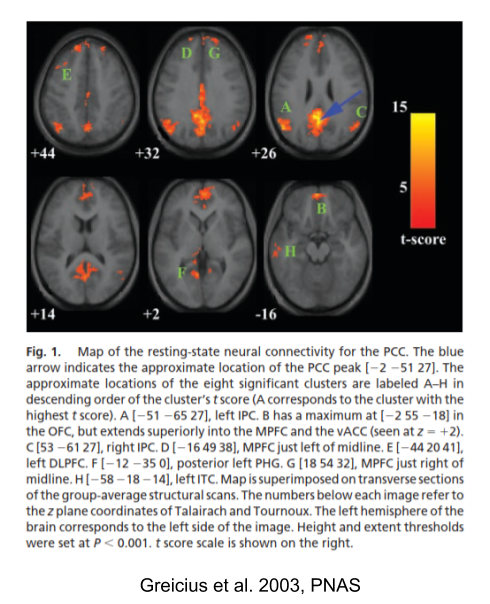 E
D G
A
C
+44
+32
+26
15
5
t-score
B
H
F
+14
+2
-16
Fig. 1. Map of the resting-state neural connectivity for the PCC. The blue
arrow indicates the approximate location of the PCC peak [−2 −51 27]. The
approximate locations of the eight significant clusters are labeled A–H in
descending order of the cluster's t score (A corresponds to the cluster with the
highest t score). A [−51 −65 27], left IPC. B has a maximum at [−2 55 −18] in
the OFC, but extends superiorly into the MPFC and the vACC (seen at z = +2).
C [53 −61 27], right IPC. D [−16 49 38], MPFC just left of midline. E [−44 20 41],
left DLPFC. F [−12 −35 0], posterior left PHG. G [18 54 32], MPFC just right of
midline. H [−58 −18 −14], left ITC. Map is superimposed on transverse sections
of the group-average structural scans. The numbers below each image refer to
the z plane coordinates of Talairach and Tournoux. The left hemisphere of the
brain corresponds to the left side of the image. Height and extent thresholds
were set at P < 0.001. t score scale is shown on the right.
Greicius et al. 2003, PNAS